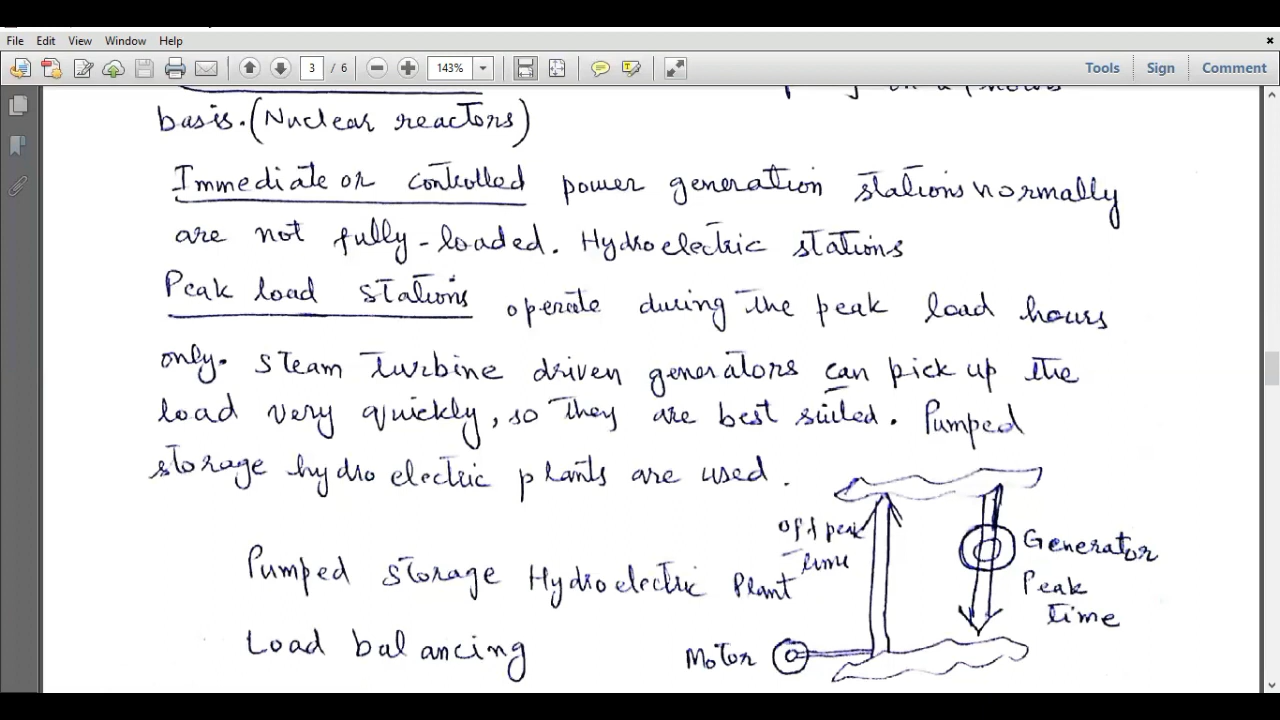 File Edit View Window Help
3 / 6 143% Tools Sign Comment
basis. (Nuclear reactors)
Immediate or controlled power generation stations normally
are not fully-loaded. Hydroelectric stations
Peak load stations operate during the peak load hours
only. Steam turbine driven generators can pick up the
load very quickly, so they are best suited. Pumped
storage hydro electric plants are used.
Off peak
time
Generator
Peak
time
Pumped storage Hydroelectric Plant
Load balancing
Motor